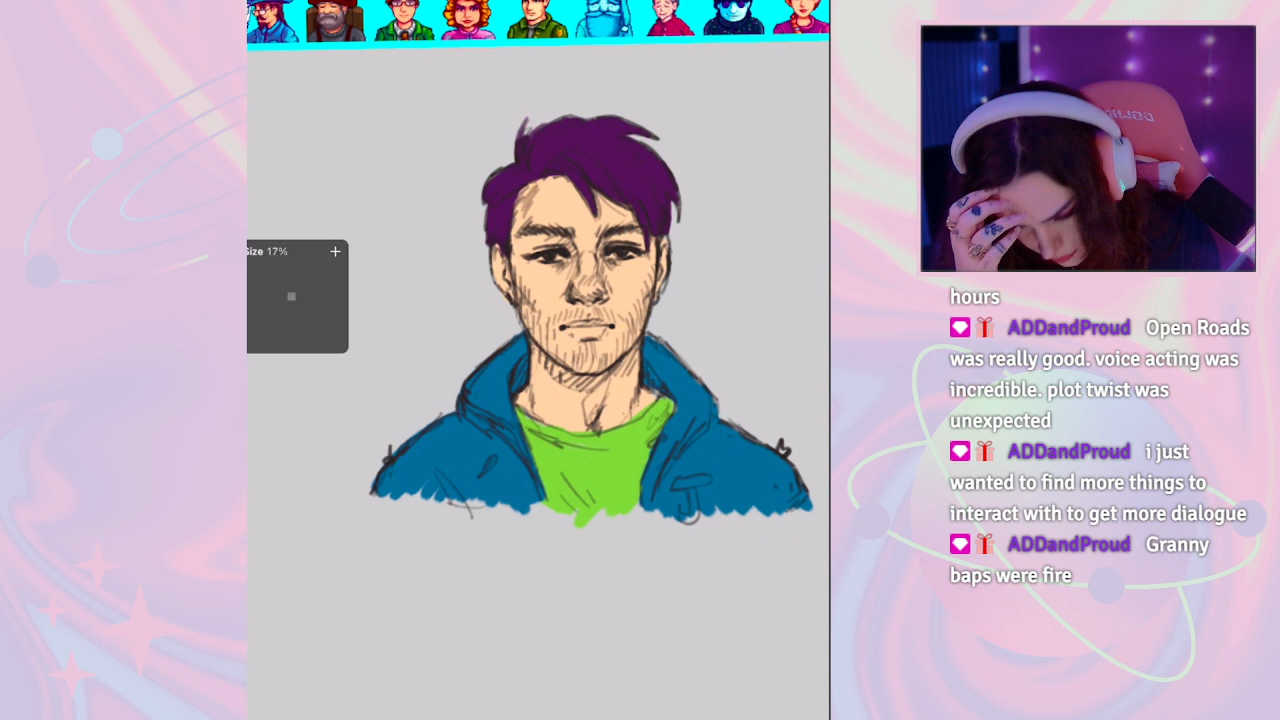 Size 17%
hours
ADDandProud Open Roads
was really good. voice acting was
incredible. plot twist was
unexpected
ADDandProud i just
wanted to find more things to
interact with to get more dialogue
ADDandProud Granny
baps were fire